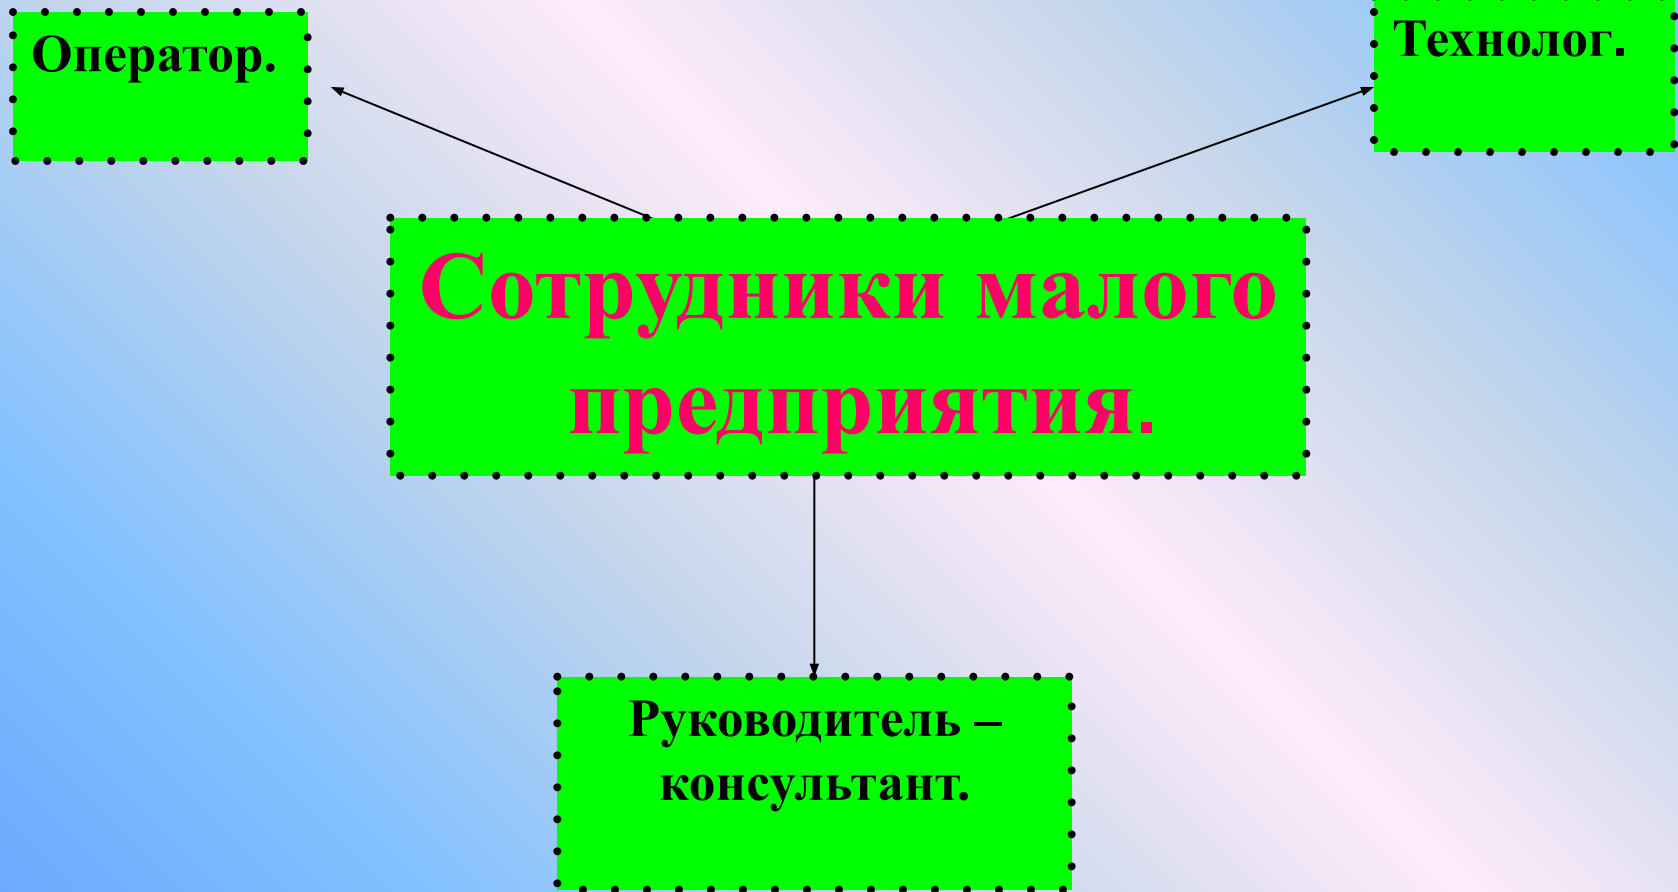 Оператор.
Технолог.
Сотрудники малого
предприятия.
Руководитель –
консультант.